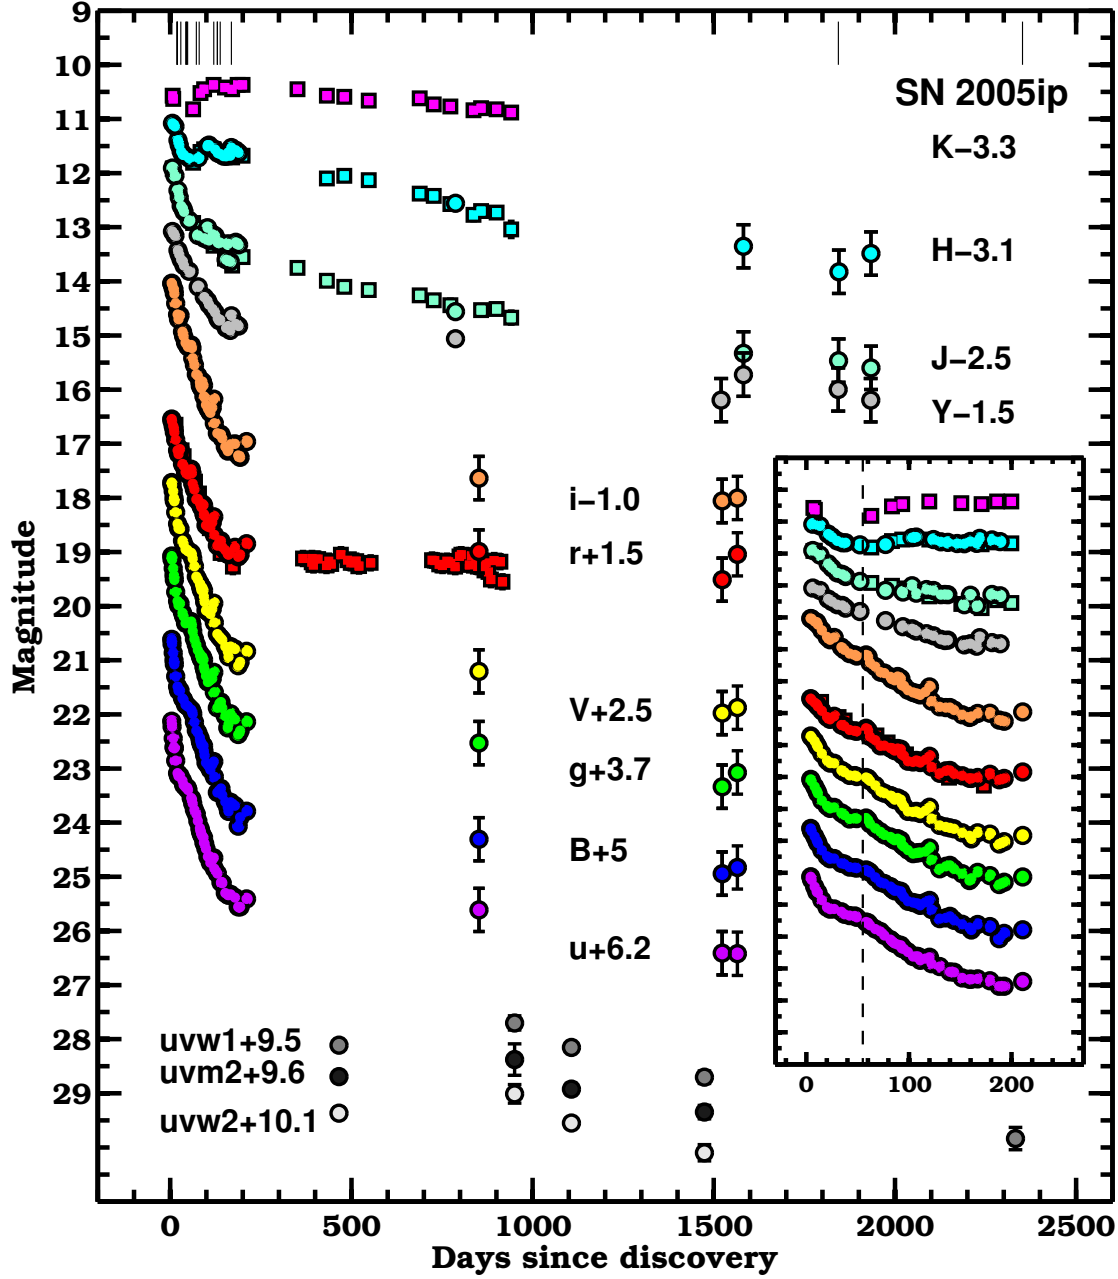 9
10
11
12
13
14
15
16
17
18
19
20
21
22
23
24
25
26
27
28
29
Magnitude
SN 2005ip
K−3.3
H−3.1
J−2.5
Y−1.5
i−1.0
r+1.5
V+2.5
g+3.7
B+5
u+6.2
uvw1+9.5
uvm2+9.6
uvw2+10.1
0 100 200
0 500 1000 1500 2000 2500
Days since discovery